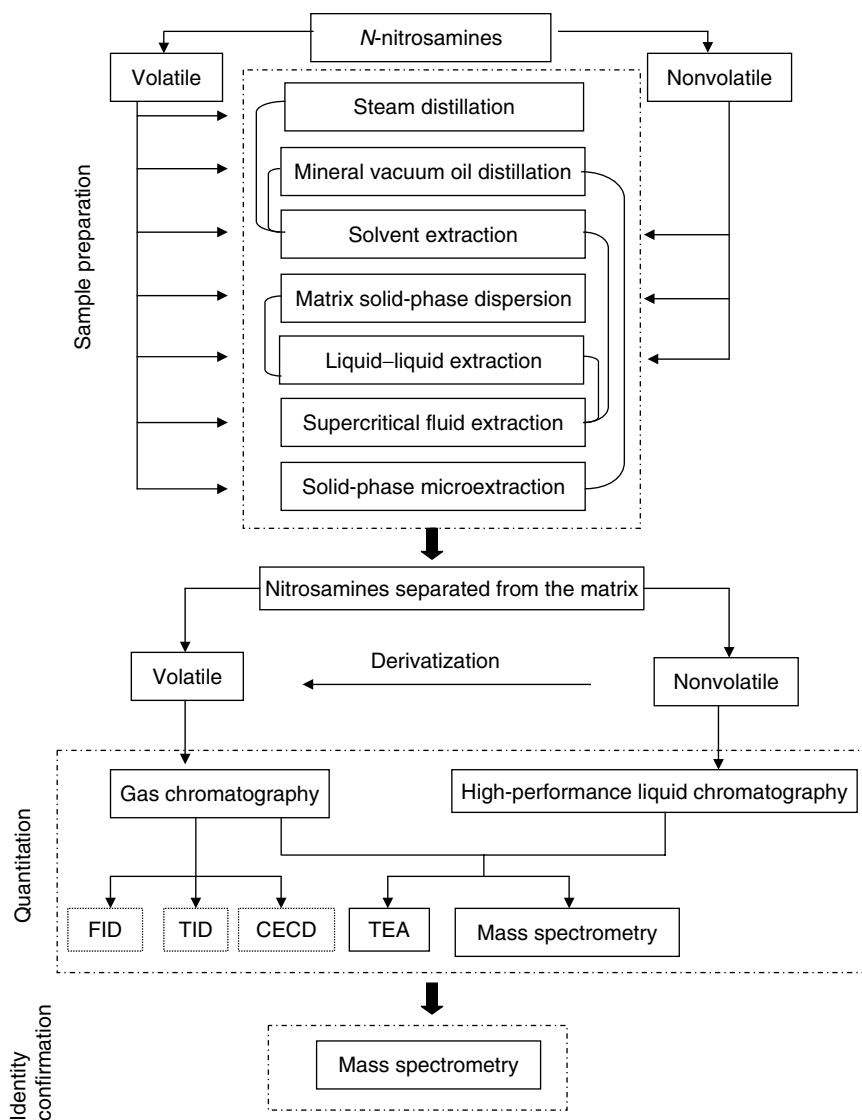 N-nitrosamines
Volatile
Nonvolatile
Sample preparation
Steam distillation
Mineral vacuum oil distillation
Solvent extraction
Matrix solid-phase dispersion
Liquid–liquid extraction
Supercritical fluid extraction
Solid-phase microextraction
Nitrosamines separated from the matrix
Volatile
Derivatization
Nonvolatile
Quantitation
Gas chromatography
High-performance liquid chromatography
FID
TID
CECD
TEA
Mass spectrometry
Identity
confirmation
Mass spectrometry